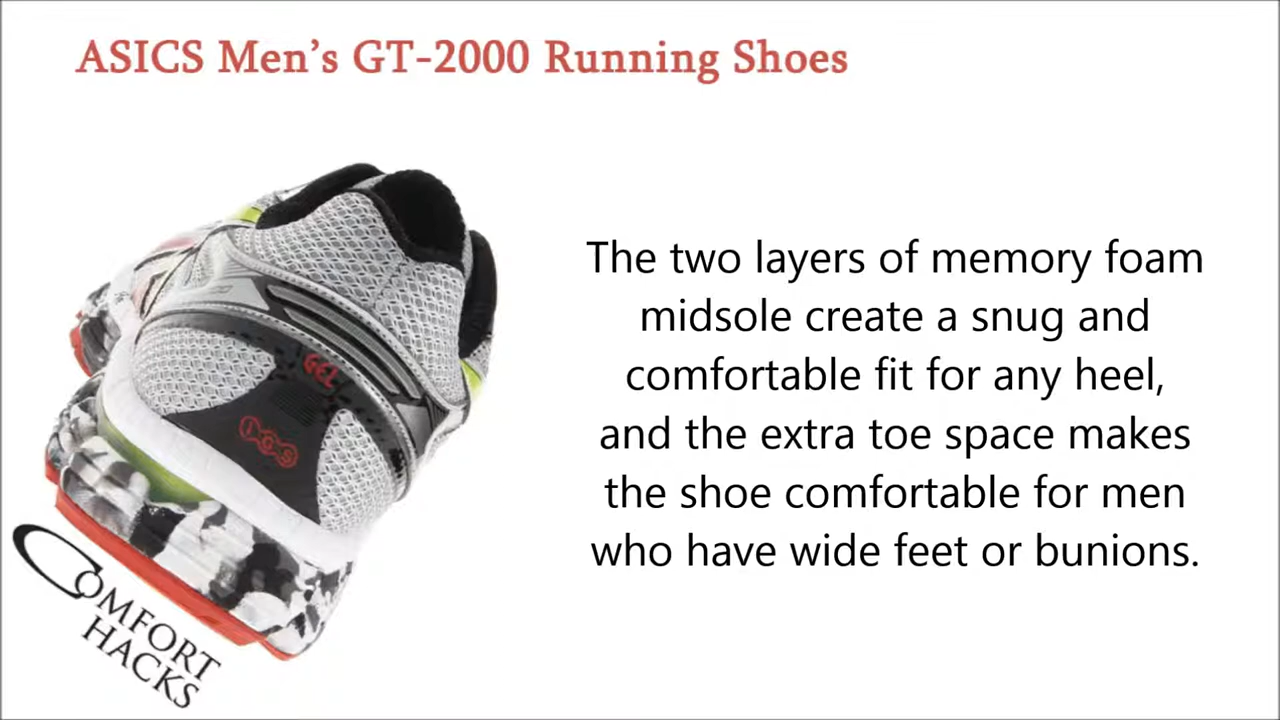 ASICS Men's GT-2000 Running Shoes
The two layers of memory foam
midsole create a snug and
comfortable fit for any heel,
and the extra toe space makes
the shoe comfortable for men
who have wide feet or bunions.
GEL
IGS
COMFORT
HACKS